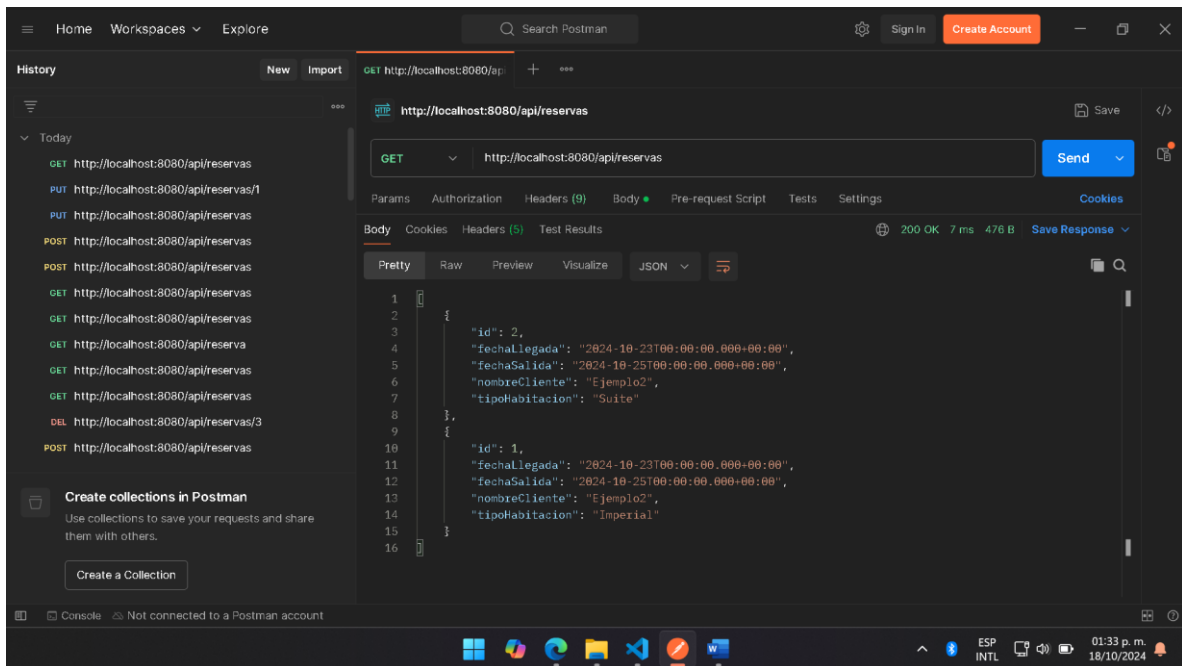 Home Workspaces Explore Search Postman Sign In Create Account
History New Import GET http://localhost:8080/api
http://localhost:8080/api/reservas Save
Today
GET http://localhost:8080/api/reservas
PUT http://localhost:8080/api/reservas/1
PUT http://localhost:8080/api/reservas
POST http://localhost:8080/api/reservas
POST http://localhost:8080/api/reservas
GET http://localhost:8080/api/reservas
GET http://localhost:8080/api/reservas
GET http://localhost:8080/api/reserva
GET http://localhost:8080/api/reservas
GET http://localhost:8080/api/reservas
DEL http://localhost:8080/api/reservas/3
POST http://localhost:8080/api/reservas
Create collections in Postman
Use collections to save your requests and share
them with others.
Create a Collection
HTTP
GET http://localhost:8080/api/reservas Send
Params Authorization Headers (9) Body Pre-request Script Tests Settings Cookies
Body Cookies Headers (5) Test Results 200 OK 7 ms 476 B Save Response
Pretty Raw Preview Visualize JSON
1 [
2 {
3 "id": 2,
4 "fechaLlegada": "2024-10-23T00:00:00.000+00:00",
5 "fechaSalida": "2024-10-25T00:00:00.000+00:00",
6 "nombreCliente": "Ejemplo2",
7 "tipoHabitacion": "Suite"
8 },
9 {
10 "id": 1,
11 "fechaLlegada": "2024-10-23T00:00:00.000+00:00",
12 "fechaSalida": "2024-10-25T00:00:00.000+00:00",
13 "nombreCliente": "Ejemplo2",
14 "tipoHabitacion": "Imperial"
15 }
16 ]
Console Not connected to a Postman account
ESP 01:33 p. m.
INTL 18/10/2024